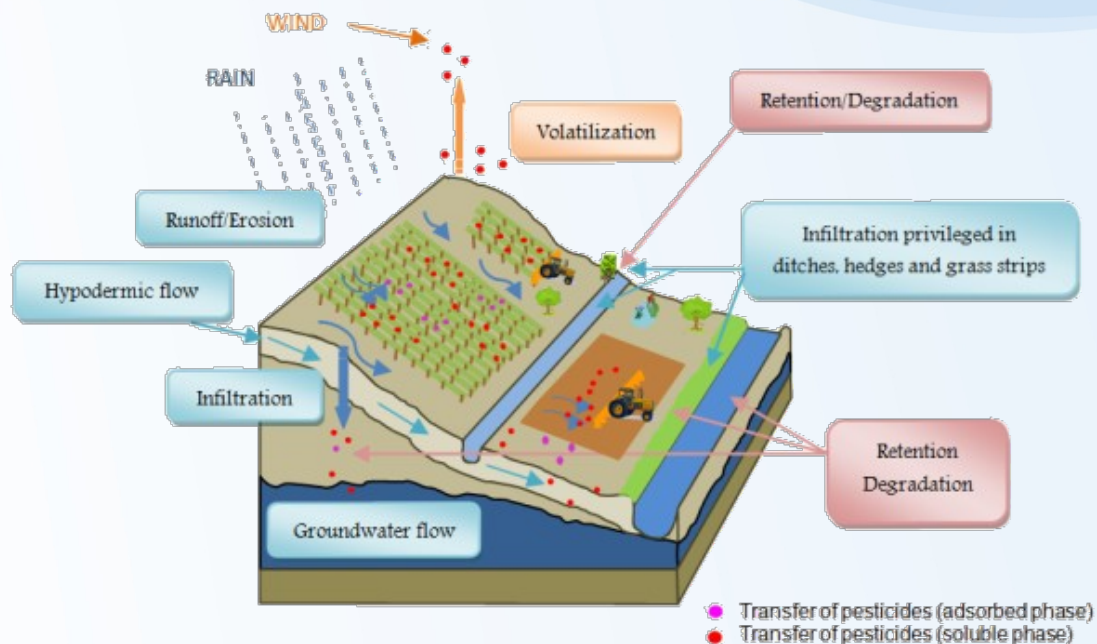 WIND
RAIN
Retention/Degradation
Volatilization
Runoff/Erosion
Infiltration privileged in
ditches, hedges and grass strips
Hypodermic flow
Infiltration
Retention
Degradation
Groundwater flow
Transfer of pesticides (adsorbed phase)
Transfer of pesticides (soluble phase)